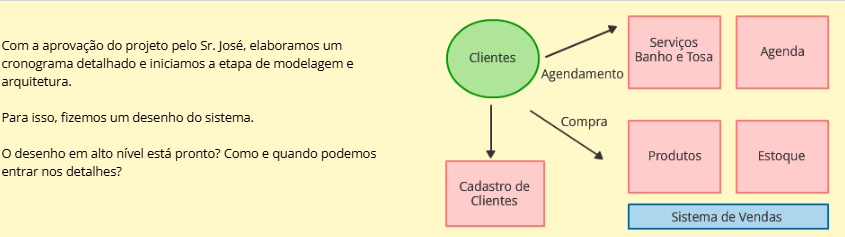 Com a aprovação do projeto pelo Sr. José, elaboramos um
cronograma detalhado e iniciamos a etapa de modelagem e
arquitetura.
Para isso, fizemos um desenho do sistema.
O desenho em alto nível está pronto? Como e quando podemos
entrar nos detalhes?
Clientes
Agendamento
Serviços
Banho e Tosa
Agenda
Compra
Produtos
Estoque
Cadastro de
Clientes
Sistema de Vendas